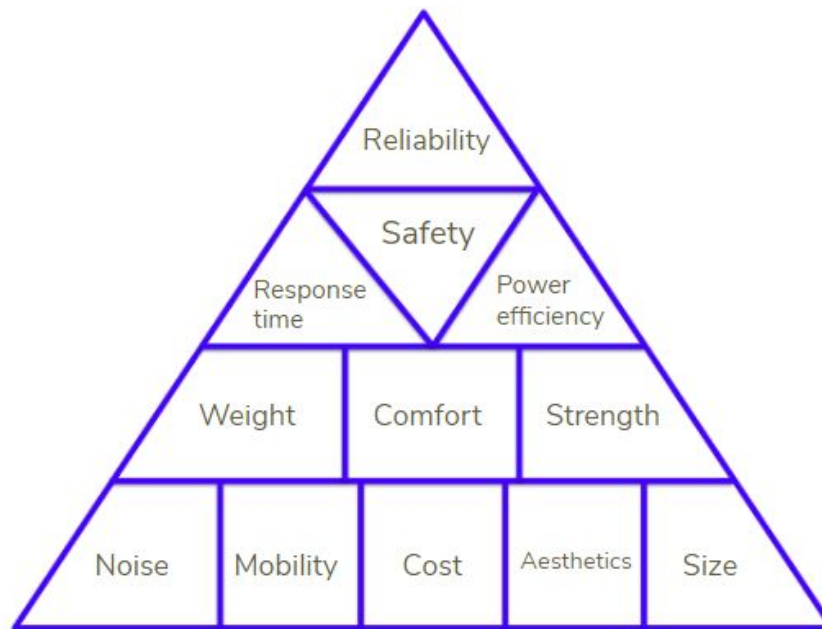 Reliability
Safety
Response
time
Power
efficiency
Weight
Comfort
Strength
Noise
Mobility
Cost
Aesthetics
Size